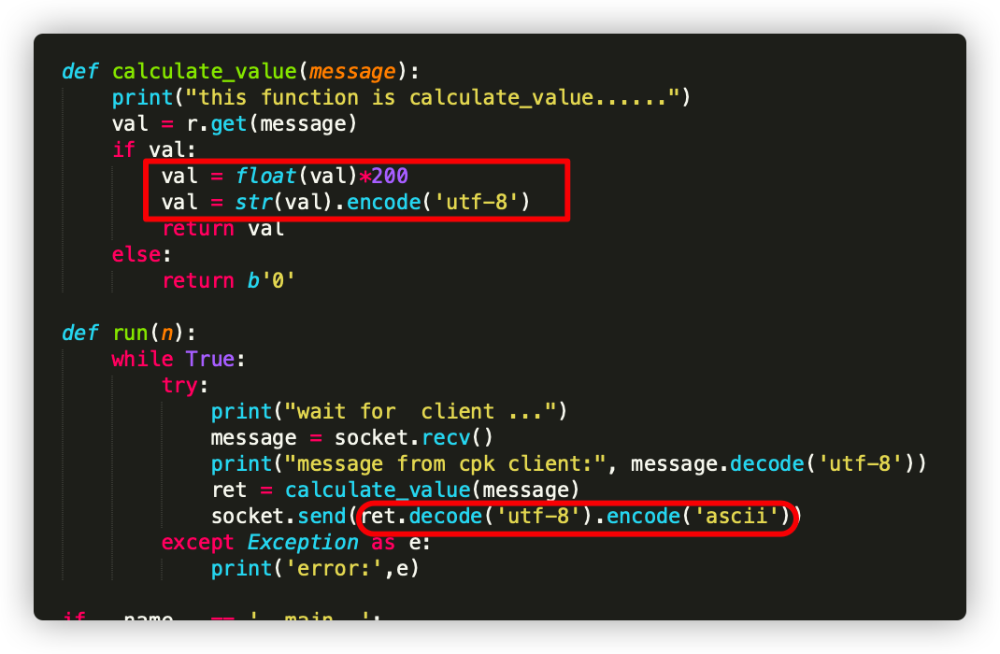 def calculate_value(message):
    print("this function is calculate_value......")
    val = r.get(message)
    if val:
        val = float(val)*200
        val = str(val).encode('utf-8')
        return val
    else:
        return b'0'

def run(n):
    while True:
        try:
            print("wait for  client ...")
            message = socket.recv()
            print("message from cpk client:", message.decode('utf-8'))
            ret = calculate_value(message)
            socket.send(ret.decode('utf-8').encode('ascii'))
        except Exception as e:
            print('error:',e)

if __name__ == '__main__':